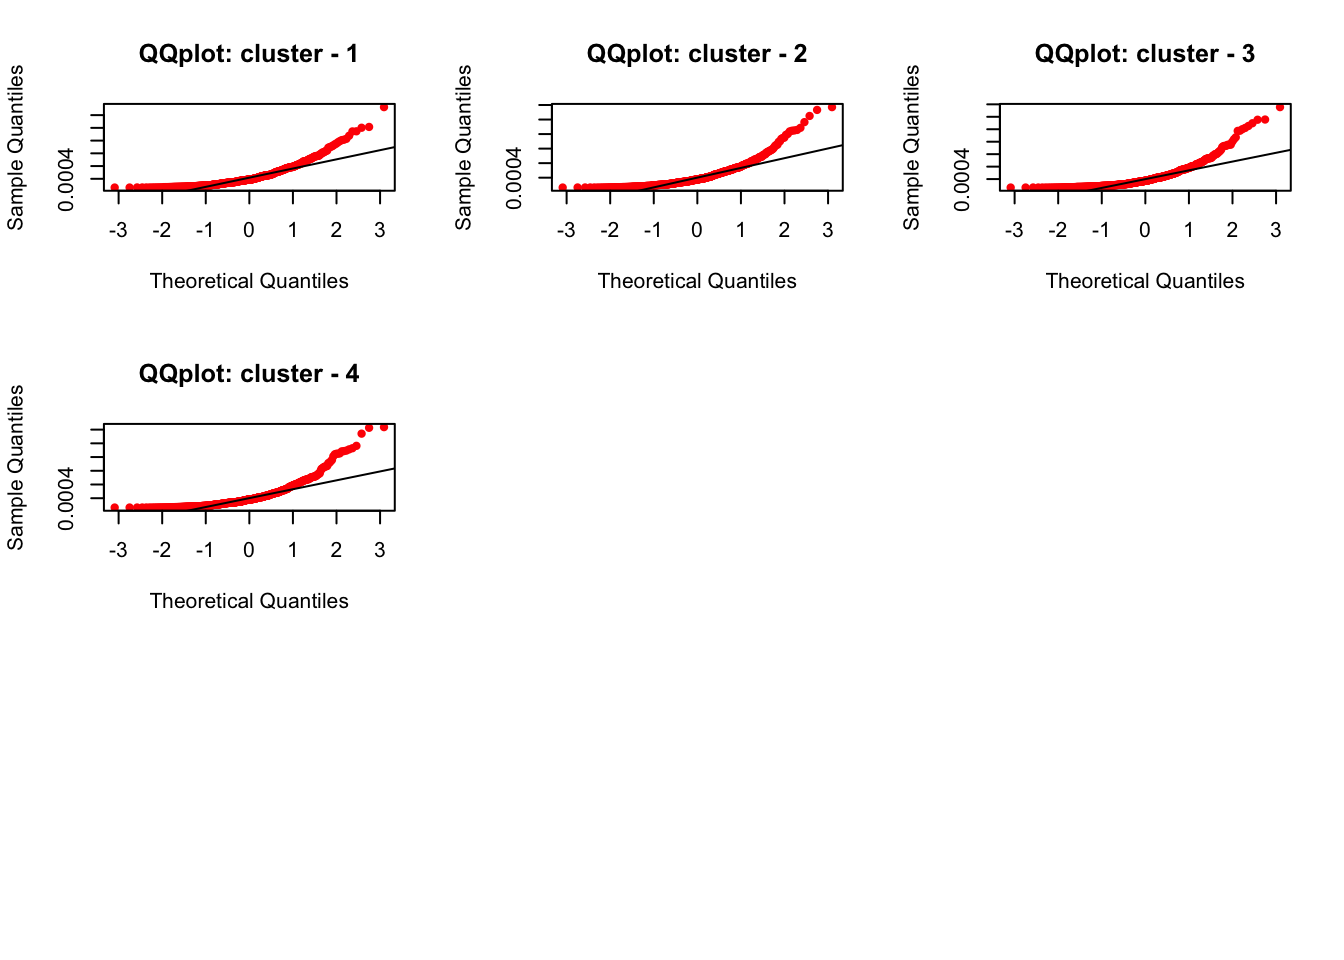 QQplot: cluster - 1
Sample Quantiles
0.0004
-3 -2 -1 0 1 2 3
Theoretical Quantiles
QQplot: cluster - 2
Sample Quantiles
0.0004
-3 -2 -1 0 1 2 3
Theoretical Quantiles
QQplot: cluster - 3
Sample Quantiles
0.0004
-3 -2 -1 0 1 2 3
Theoretical Quantiles
QQplot: cluster - 4
Sample Quantiles
0.0004
-3 -2 -1 0 1 2 3
Theoretical Quantiles